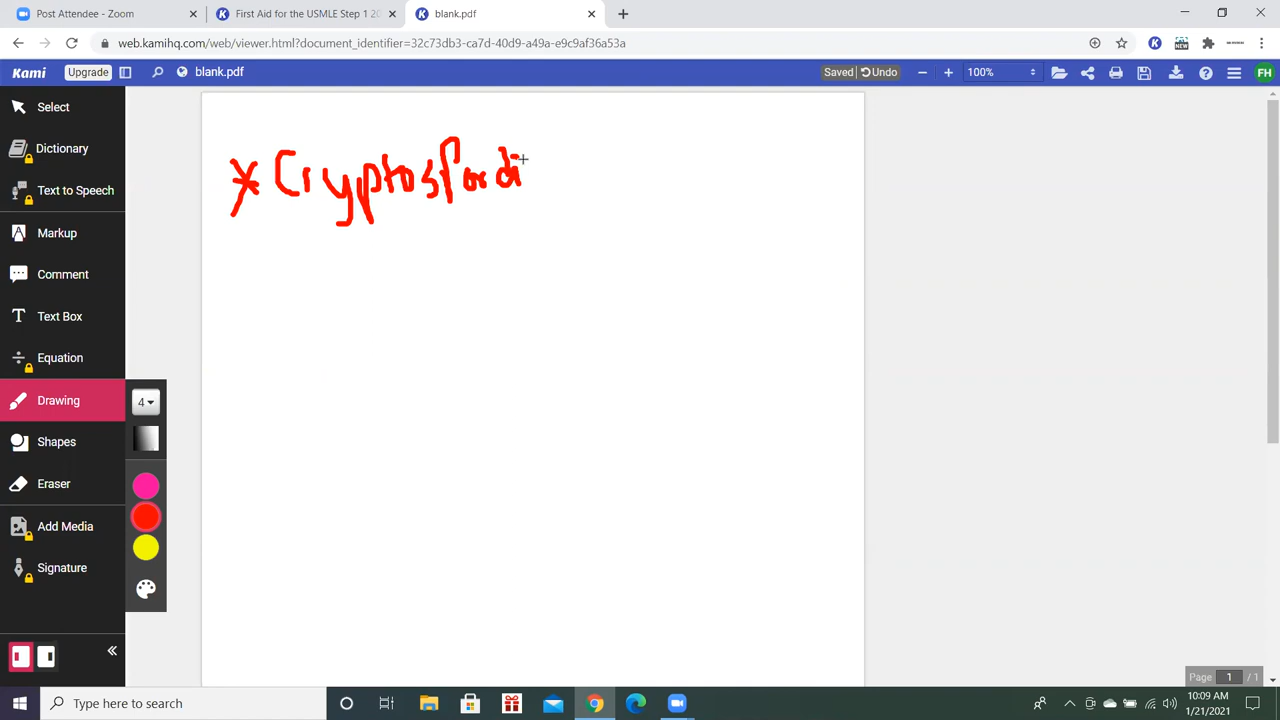 Post Attendee - Zoom
First Aid for the USMLE Step 1 20
blank.pdf
web.kamihq.com/web/viewer.html?document_identifier=32c73db3-ca7d-40d9-a49a-e9c9af36a53a
NEW
Kami
Upgrade
blank.pdf
Saved
Undo
100%
FH
Select
Dictionary
Text to Speech
Markup
Comment
Text Box
Equation
Drawing
Shapes
Eraser
Add Media
Signature
4
* Cryptospordi
Page 1 / 1
Type here to search
10:09 AM
1/21/2021